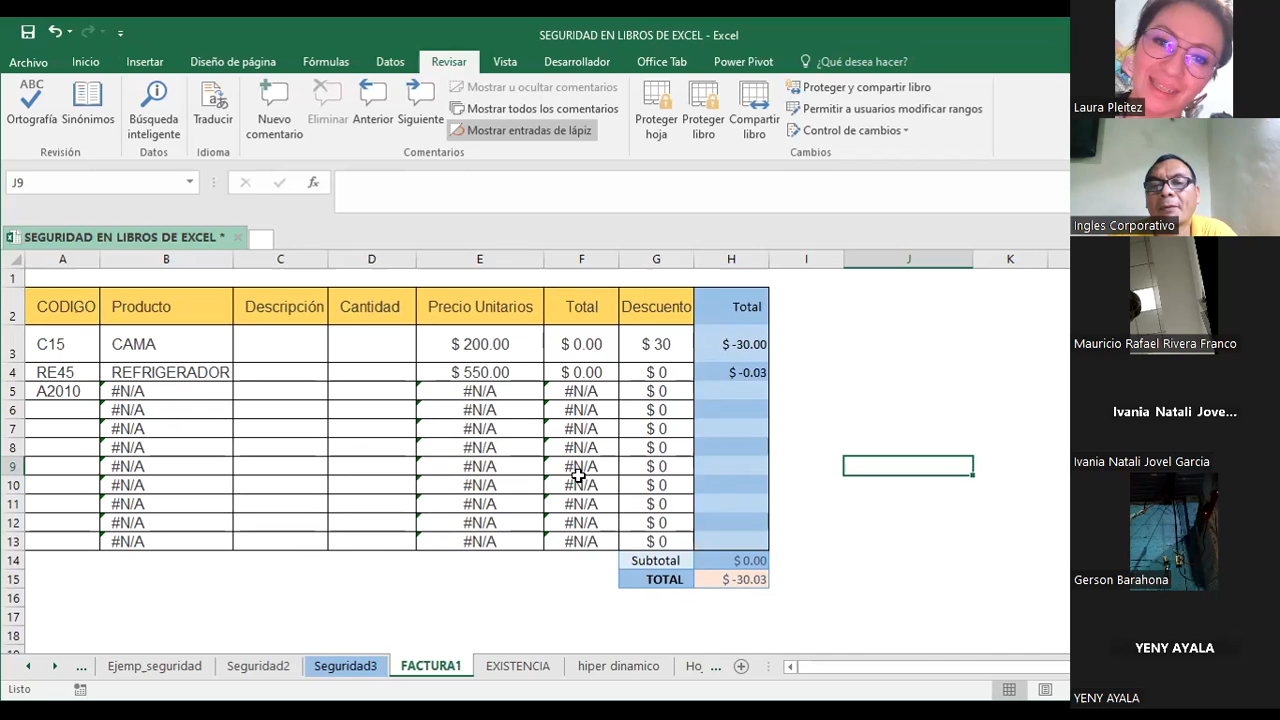 SEGURIDAD EN LIBROS DE EXCEL - Excel
Archivo Inicio Insertar Diseño de página Fórmulas Datos Revisar Vista Desarrollador Office Tab Power Pivot ¿Qué desea hacer?
ABC
Ortografía Sinónimos Búsqueda inteligente Traducir Nuevo comentario Eliminar Anterior Siguiente
Mostrar u ocultar comentarios
Mostrar todos los comentarios
Mostrar entradas de lápiz
Proteger hoja Proteger libro Compartir libro
Proteger y compartir libro
Permitir a usuarios modificar rangos
Control de cambios
Revisión Datos Idioma Comentarios Cambios
J9 fx
SEGURIDAD EN LIBROS DE EXCEL *
A B C D E F G H I J K
1
2 CODIGO Producto Descripción Cantidad Precio Unitarios Total Descuento Total
3 C15 CAMA $ 200.00 $ 0.00 $ 30 $ -30.00
4 RE45 REFRIGERADOR $ 550.00 $ 0.00 $ 0 $ -0.03
5 A2010 #N/A #N/A #N/A $ 0
6 #N/A #N/A #N/A $ 0
7 #N/A #N/A #N/A $ 0
8 #N/A #N/A #N/A $ 0
9 #N/A #N/A #N/A $ 0
10 #N/A #N/A #N/A $ 0
11 #N/A #N/A #N/A $ 0
12 #N/A #N/A #N/A $ 0
13 #N/A #N/A #N/A $ 0
14 Subtotal $ 0.00
15 TOTAL $ -30.03
16
17
18
... Ejemp_seguridad Seguridad2 Seguridad3 FACTURA1 EXISTENCIA hiper dinamico Ho ...
Listo
Laura Pleitez
Ingles Corporativo
Mauricio Rafael Rivera Franco
Ivania Natali Jove...
Ivania Natali Jovel Garcia
Gerson Barahona
YENY AYALA
YENY AYALA